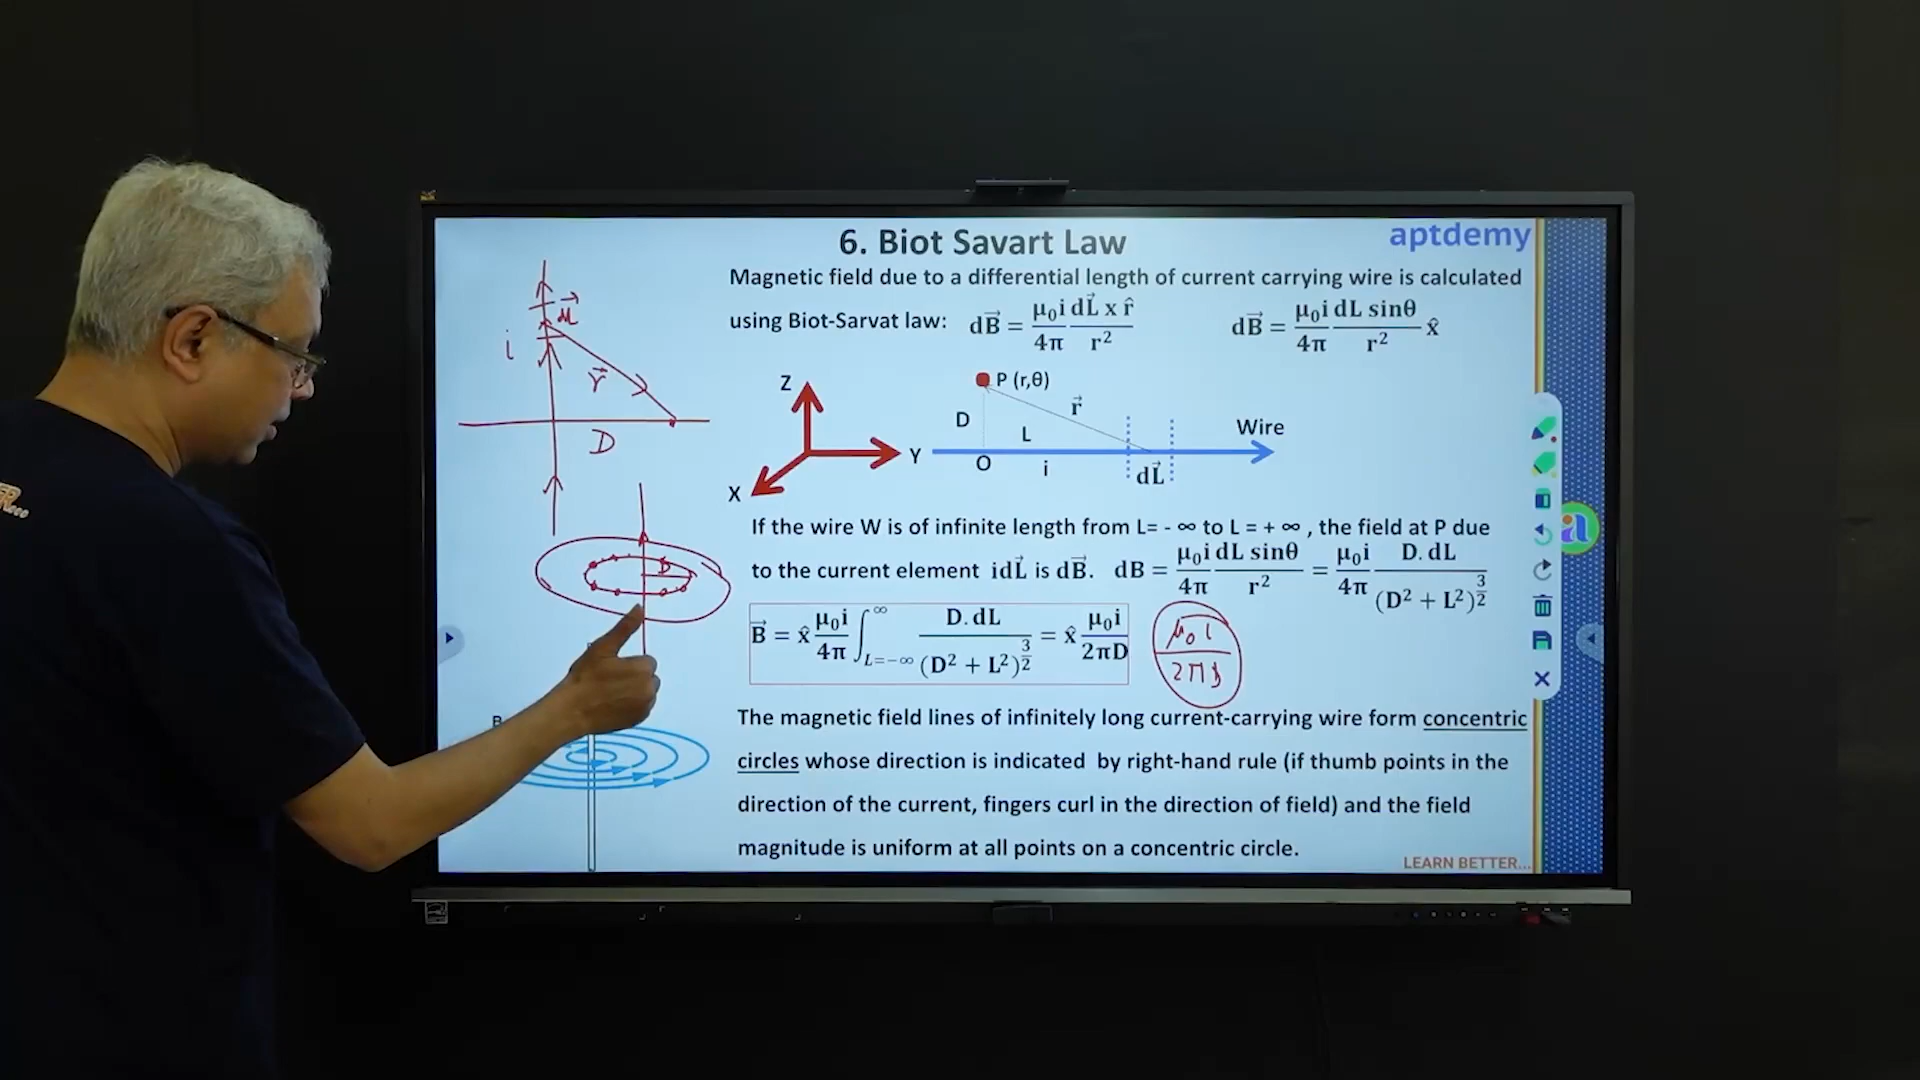 6. Biot Savart Law
aptdemy
Magnetic field due to a differential length of current carrying wire is calculated
using Biot-Sarvat law: dB⃗ = μ₀i/4π dL⃗ x r̂/r² dB⃗ = μ₀i/4π dL sinθ/r² x̂
i
r⃗
D
Z
Y
X
P (r,θ)
D
r⃗
L
Wire
O
i
dL⃗
If the wire W is of infinite length from L= - ∞ to L = + ∞ , the field at P due
to the current element idL⃗ is dB⃗. dB = μ₀i/4π dL sinθ/r² = μ₀i/4π D. dL/(D² + L²)^(3/2)
D
B⃗ = x̂ μ₀i/4π ∫_{L=−∞}^{∞} D. dL/(D² + L²)^(3/2) = x̂ μ₀i/2πD
μ₀ i/2π D
B
The magnetic field lines of infinitely long current-carrying wire form concentric
circles whose direction is indicated by right-hand rule (if thumb points in the
direction of the current, fingers curl in the direction of field) and the field
magnitude is uniform at all points on a concentric circle.
LEARN BETTER...